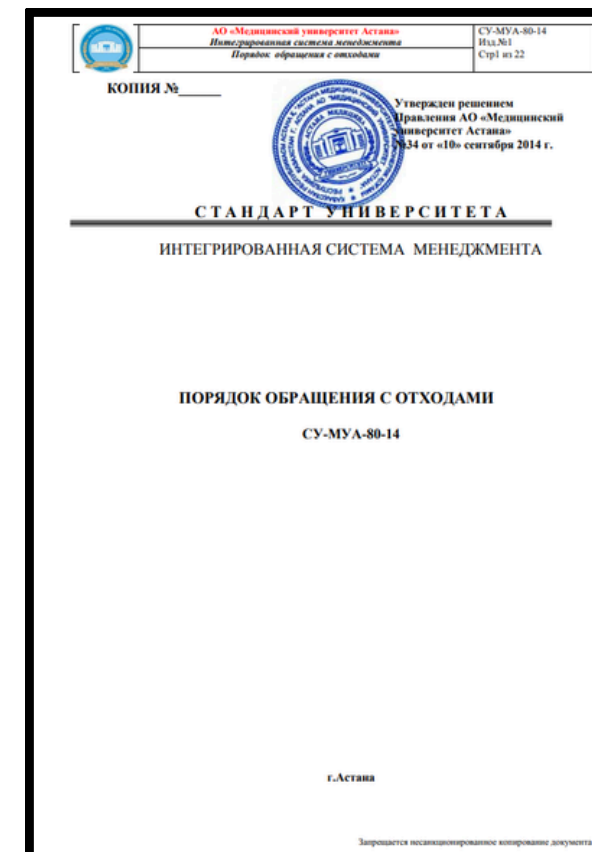 АО «Медицинский университет Астана»
Интегрированная система менеджмента
Порядок обращения с отходами
СУ-МУА-80-14
Изд.№1
Стр1 из 22
КОПИЯ №______
Утвержден решением
Правления АО «Медицинский
университет Астана»
№34 от «10» сентября 2014 г.
СТАНДАРТ УНИВЕРСИТЕТА
ИНТЕГРИРОВАННАЯ СИСТЕМА МЕНЕДЖМЕНТА
ПОРЯДОК ОБРАЩЕНИЯ С ОТХОДАМИ
СУ-МУА-80-14
г.Астана
Запрещается несанкционированное копирование документа